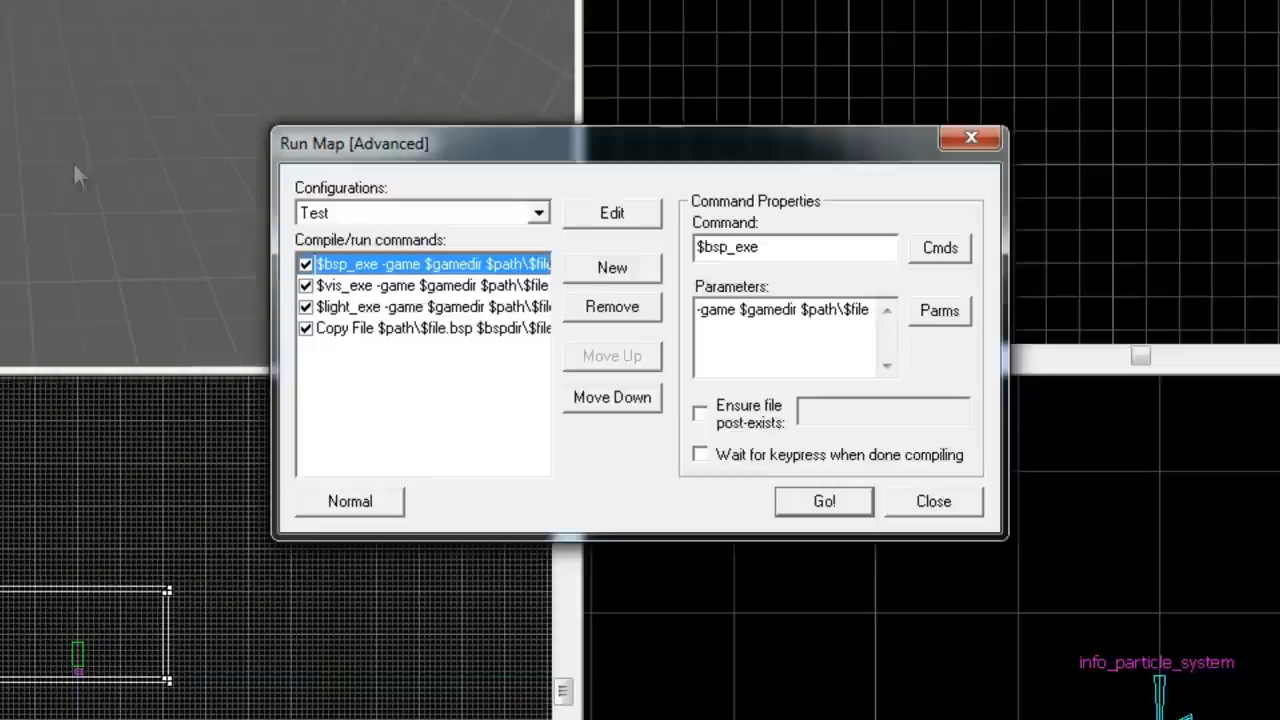 Run Map [Advanced]
Configurations:
Test
Edit
Compile/run commands:
$bsp_exe -game $gamedir $path\$file
$vis_exe -game $gamedir $path\$file
$light_exe -game $gamedir $path\$file
Copy File $path\$file.bsp $bspdir\$file
New
Remove
Move Up
Move Down
Normal
Command Properties
Command:
$bsp_exe
Cmds
Parameters:
-game $gamedir $path\$file
Parms
Ensure file
post-exists:
Wait for keypress when done compiling
Go!
Close
info_particle_system